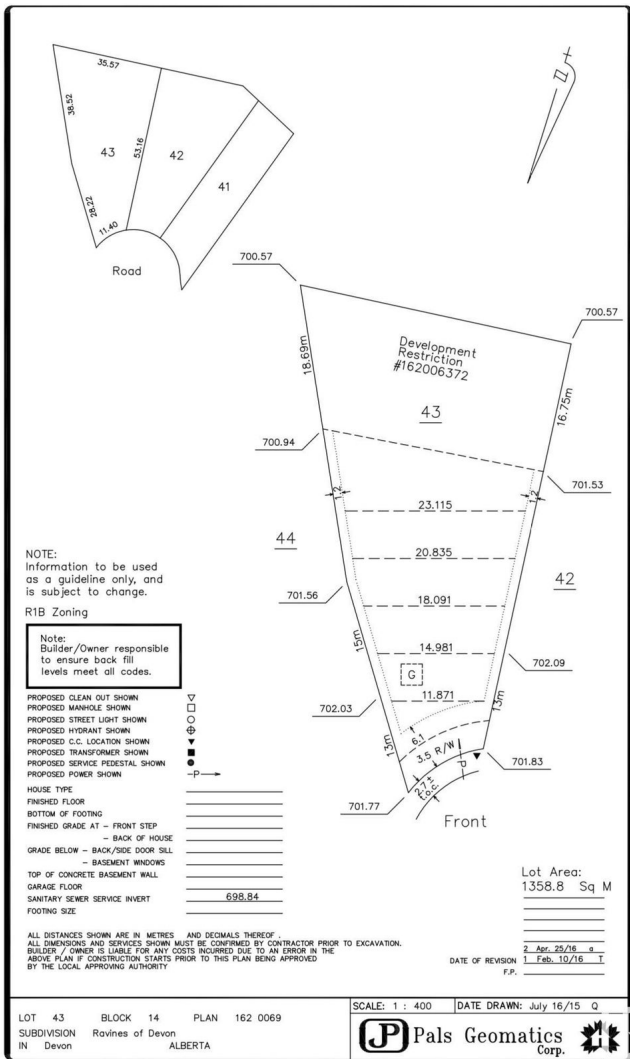 35.57
38.52
43
53.16
42
41
28.22
11.40
Road
700.57
700.57
Development
Restriction
#162006372
18.69m
43
16.75m
700.94
701.53
1.2
1.2
23.115
44
20.835
42
NOTE:
Information to be used
as a guideline only, and
is subject to change.
R1B Zoning
701.56
18.091
15m
14.981
702.09
Note:
Builder/Owner responsible
to ensure back fill
levels meet all codes.
G
11.871
13m
702.03
13m
6.1
3.5 R/W
P
701.83
2.7 ±
t.o.c.
701.77
Front
PROPOSED CLEAN OUT SHOWN
PROPOSED MANHOLE SHOWN
PROPOSED STREET LIGHT SHOWN
PROPOSED HYDRANT SHOWN
PROPOSED C.C. LOCATION SHOWN
PROPOSED TRANSFORMER SHOWN
PROPOSED SERVICE PEDESTAL SHOWN
PROPOSED POWER SHOWN -P→
HOUSE TYPE
FINISHED FLOOR
BOTTOM OF FOOTING
FINISHED GRADE AT - FRONT STEP
- BACK OF HOUSE
GRADE BELOW - BACK/SIDE DOOR SILL
- BASEMENT WINDOWS
TOP OF CONCRETE BASEMENT WALL
GARAGE FLOOR
SANITARY SEWER SERVICE INVERT 698.84
FOOTING SIZE
Lot Area:
1358.8 Sq M
ALL DISTANCES SHOWN ARE IN METRES AND DECIMALS THEREOF .
ALL DIMENSIONS AND SERVICES SHOWN MUST BE CONFIRMED BY CONTRACTOR PRIOR TO EXCAVATION.
BUILDER / OWNER IS LIABLE FOR ANY COSTS INCURRED DUE TO AN ERROR IN THE
ABOVE PLAN IF CONSTRUCTION STARTS PRIOR TO THIS PLAN BEING APPROVED
BY THE LOCAL APPROVING AUTHORITY
2 Apr. 25/16 a
DATE OF REVISION 1 Feb. 10/16 T
F.P.
LOT 43 BLOCK 14 PLAN 162 0069
SUBDIVISION Ravines of Devon
IN Devon ALBERTA
SCALE: 1 : 400 DATE DRAWN: July 16/15 Q
JP Pals Geomatics
Corp.